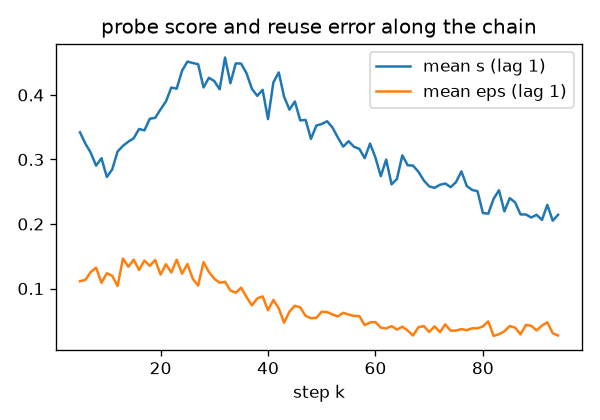 probe score and reuse error along the chain
mean s (lag 1)
mean eps (lag 1)
0.4
0.3
0.2
0.1
20 40 60 80
step k